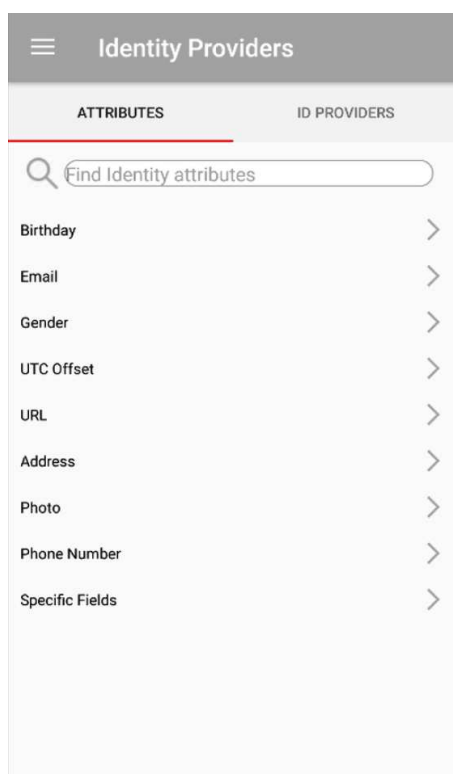 Identity Providers
ATTRIBUTES ID PROVIDERS
Find Identity attributes
Birthday
Email
Gender
UTC Offset
URL
Address
Photo
Phone Number
Specific Fields